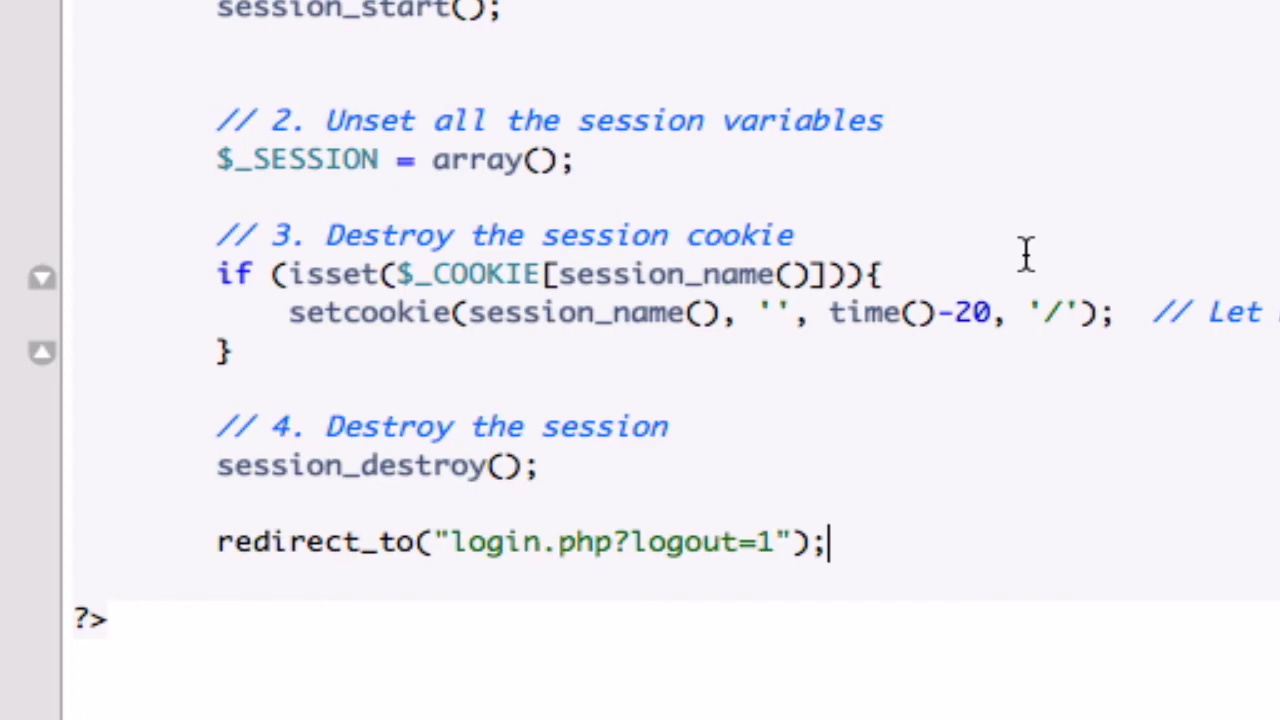 session_start();
// 2. Unset all the session variables
$_SESSION = array();
// 3. Destroy the session cookie
if (isset($_COOKIE[session_name()])){
setcookie(session_name(), '', time()-20, '/'); // Let
}
// 4. Destroy the session
session_destroy();
redirect_to("login.php?logout=1");
?>